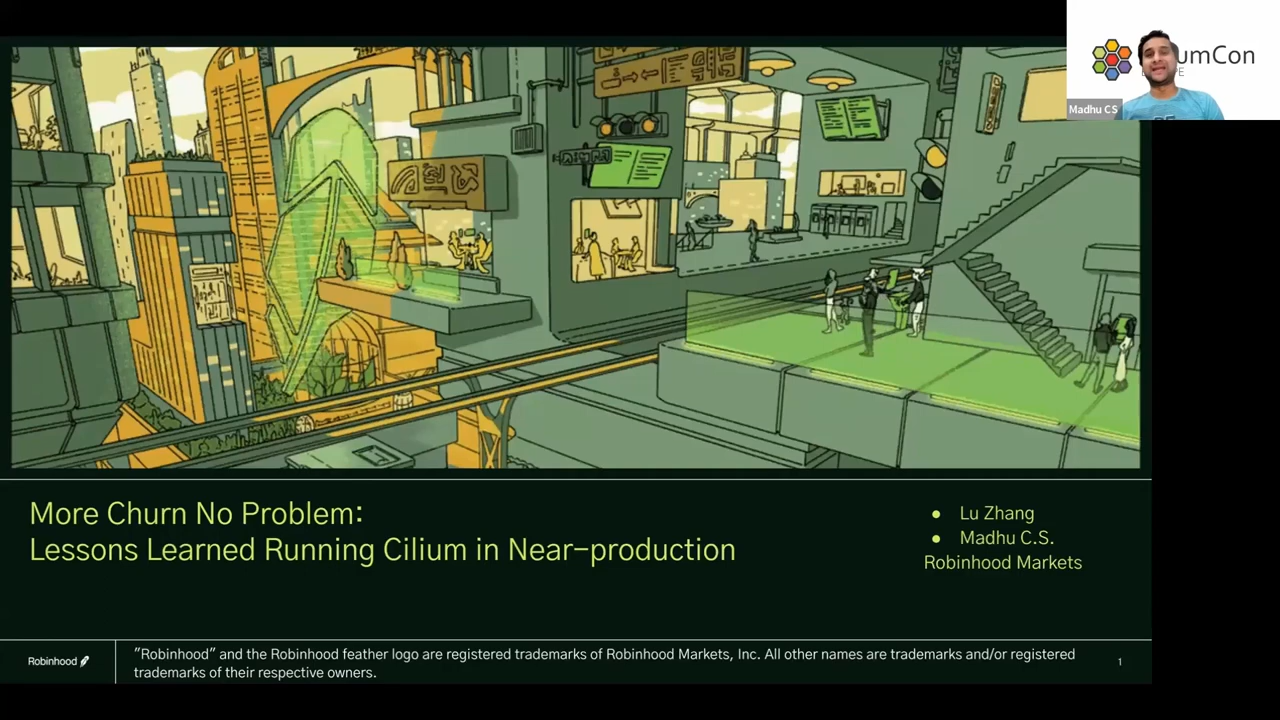 umCon
Madhu CS
More Churn No Problem:
Lessons Learned Running Cilium in Near-production
● Lu Zhang
● Madhu C.S.
Robinhood Markets
Robinhood
"Robinhood" and the Robinhood feather logo are registered trademarks of Robinhood Markets, Inc. All other names are trademarks and/or registered
trademarks of their respective owners.
1